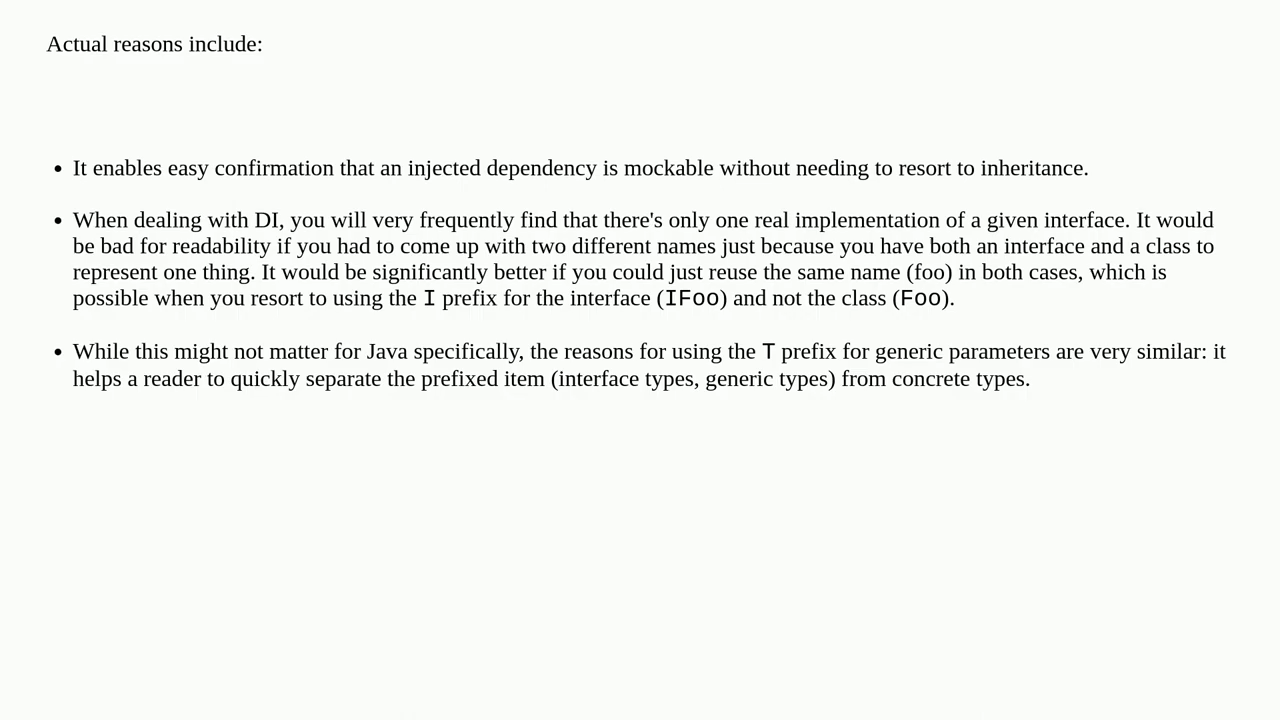 Actual reasons include:
• It enables easy confirmation that an injected dependency is mockable without needing to resort to inheritance.
• When dealing with DI, you will very frequently find that there's only one real implementation of a given interface. It would
be bad for readability if you had to come up with two different names just because you have both an interface and a class to
represent one thing. It would be significantly better if you could just reuse the same name (foo) in both cases, which is
possible when you resort to using the I prefix for the interface (IFoo) and not the class (Foo).
• While this might not matter for Java specifically, the reasons for using the T prefix for generic parameters are very similar: it
helps a reader to quickly separate the prefixed item (interface types, generic types) from concrete types.